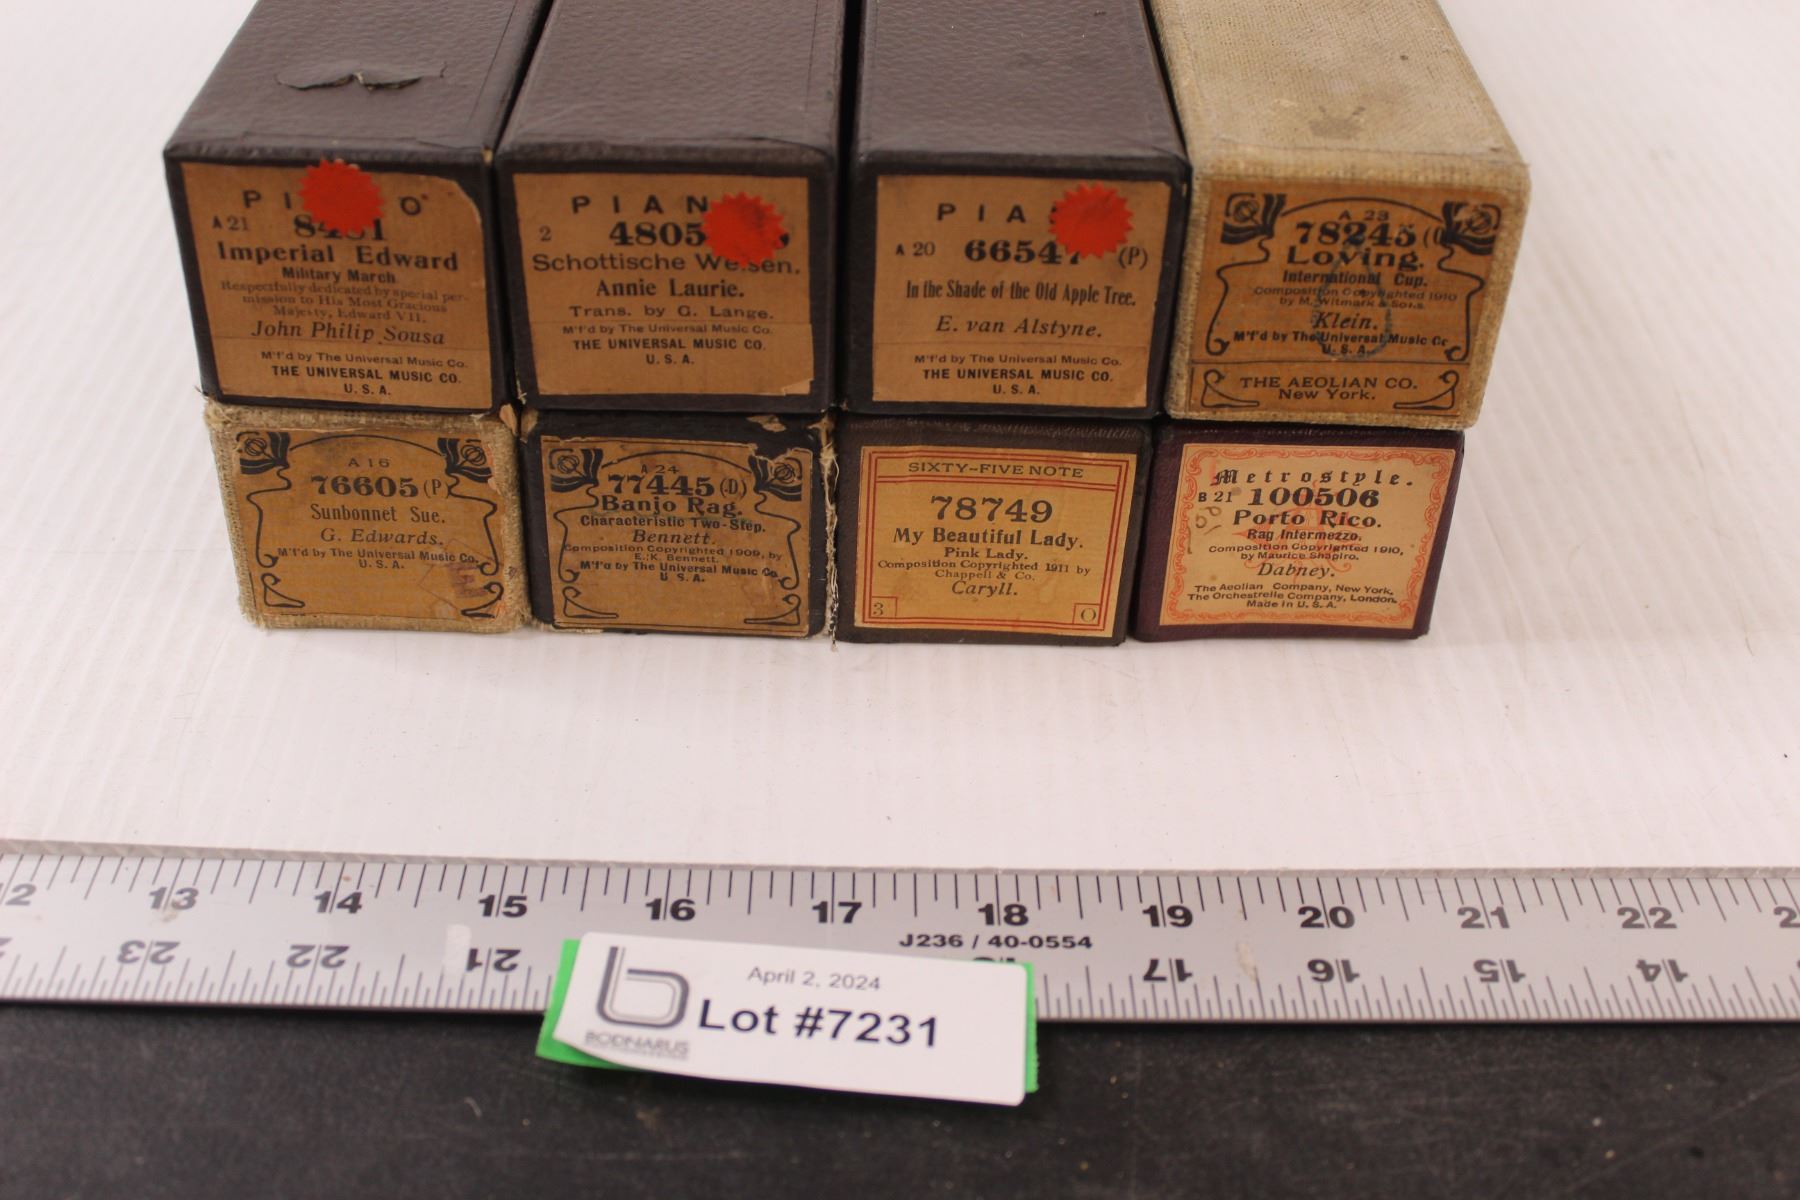 A 21
Imperial Edward
Military March
Respectfully dedicated by special per-
mission to His Most Gracious
Majesty, Edward VII.
John Philip Sousa
M'f'd by The Universal Music Co.
THE UNIVERSAL MUSIC CO.
U. S. A.
PIAN
2 4805
Schottische Weisen.
Annie Laurie.
Trans. by G. Lange.
M'f'd by The Universal Music Co.
THE UNIVERSAL MUSIC CO.
U. S. A.
PIA
A 20 66547 (P)
In the Shade of the Old Apple Tree.
E. van Alstyne.
M'f'd by The Universal Music Co.
THE UNIVERSAL MUSIC CO.
U. S. A.
A 23
78245
Loving.
International Cup.
Composition Copyrighted 1910
by M. Witmark & Sons.
Klein.
M'f'd by The Universal Music Co
U. S. A.
THE AEOLIAN CO.
New York.
A 16
76605 (P)
Sunbonnet Sue.
G. Edwards.
M'f'd by The Universal Music Co.
U. S. A.
A 24
77445 (D)
Banjo Rag.
Characteristic Two-Step.
Bennett.
Composition Copyrighted 1909, by
E. K. Bennett.
M'f'd by The Universal Music Co.
U. S. A.
SIXTY-FIVE NOTE
78749
My Beautiful Lady.
Pink Lady.
Composition Copyrighted 1911 by
Chappell & Co.
Caryll.
3 O
Metrostyle.
B 21 100506
Porto Rico.
Rag Intermezzo.
Composition Copyrighted 1910,
by Maurice Shapiro.
Dabney.
The Aeolian Company, New York,
The Orchestrelle Company, London.
Made in U. S. A.
13 14 15 16 17 18 19 20 21 22
J236 / 40-0554
23 22 21 17 16 15 14
April 2, 2024
Lot #7231
BODNARUS